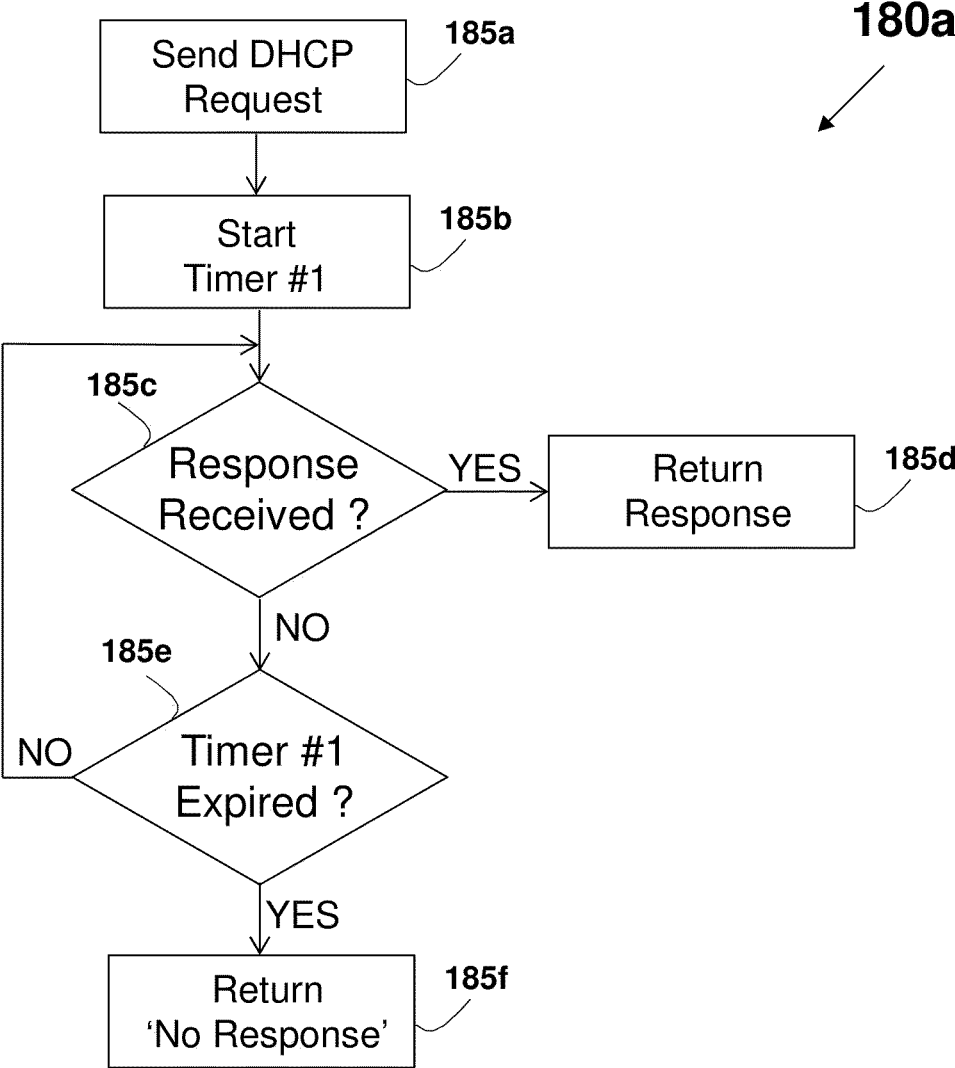 180a
Send DHCP
Request
185a
Start
Timer #1
185b
185c
Response
Received ?
YES
Return
Response
185d
NO
185e
Timer #1
Expired ?
NO
YES
Return
‘No Response’
185f